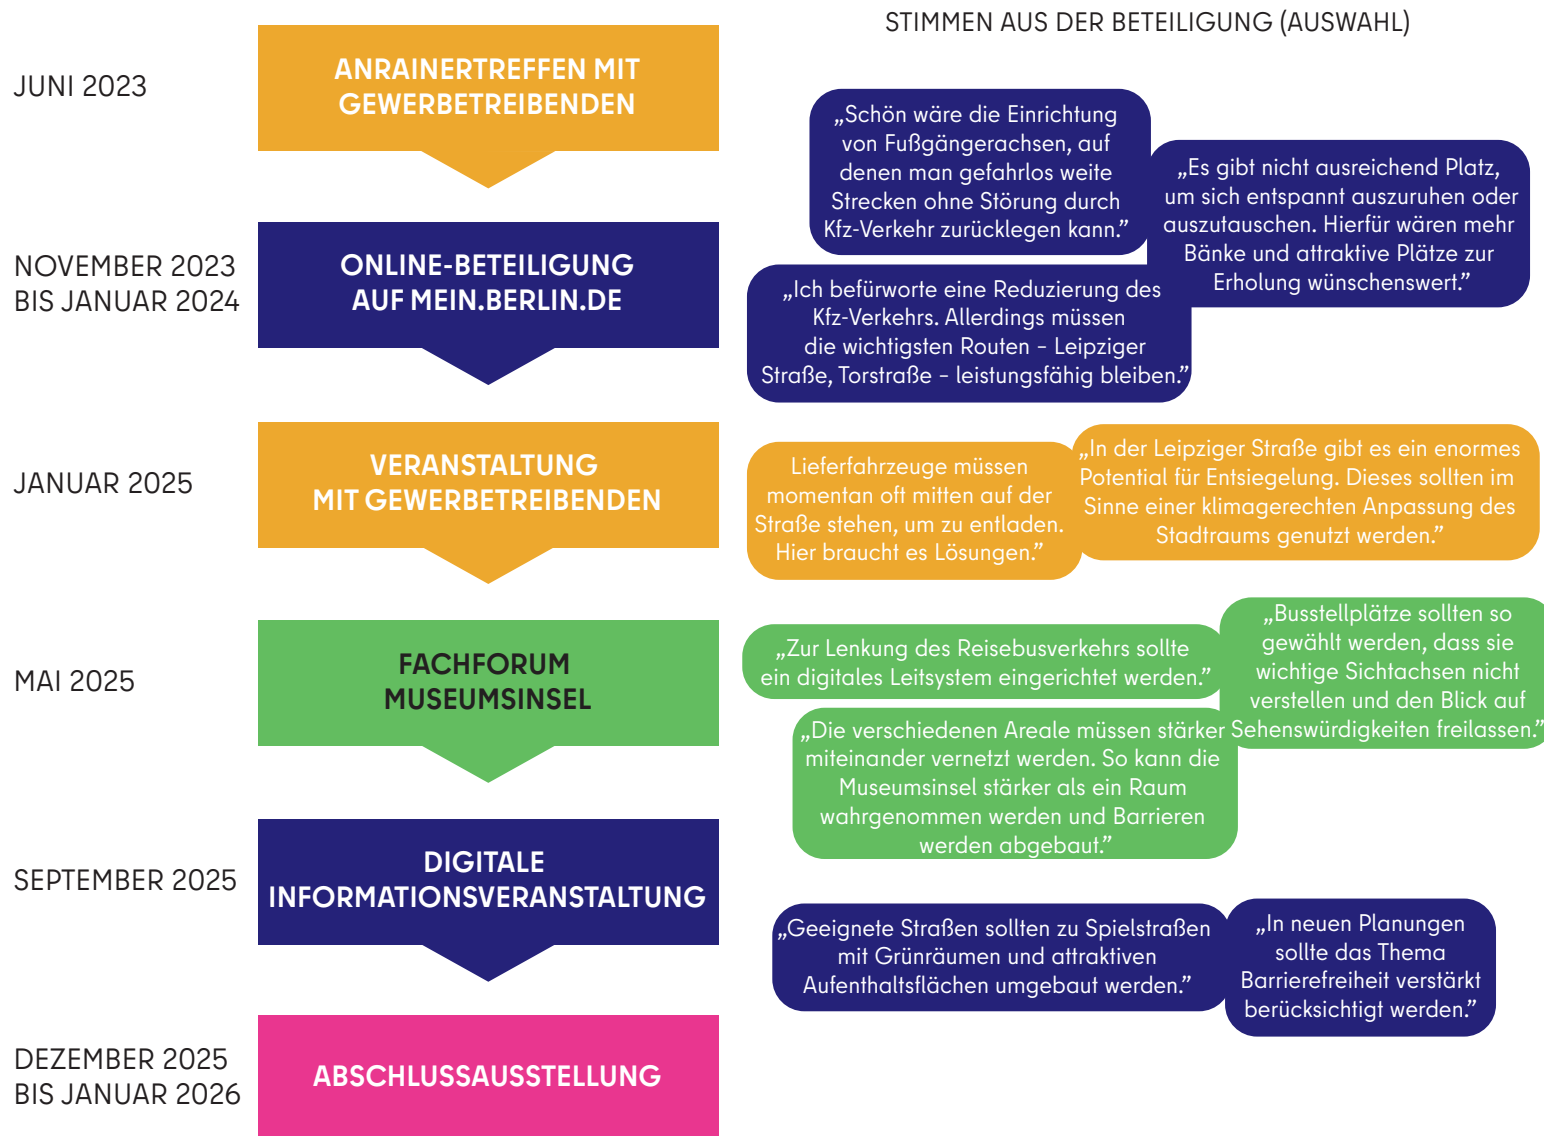 STIMMEN AUS DER BETEILIGUNG (AUSWAHL)
JUNI 2023
ANRAINERTREFFEN MIT
GEWERBETREIBENDEN
„Schön wäre die Einrichtung
von Fußgängerachsen, auf
denen man gefahrlos weite
Strecken ohne Störung durch
Kfz-Verkehr zurücklegen kann.”
„Es gibt nicht ausreichend Platz,
um sich entspannt auszuruhen oder
auszutauschen. Hierfür wären mehr
Bänke und attraktive Plätze zur
Erholung wünschenswert.”
NOVEMBER 2023
BIS JANUAR 2024
ONLINE-BETEILIGUNG
AUF MEIN.BERLIN.DE
„Ich befürworte eine Reduzierung des
Kfz-Verkehrs. Allerdings müssen
die wichtigsten Routen – Leipziger
Straße, Torstraße – leistungsfähig bleiben.”
JANUAR 2025
VERANSTALTUNG
MIT GEWERBETREIBENDEN
Lieferfahrzeuge müssen
momentan oft mitten auf der
Straße stehen, um zu entladen.
Hier braucht es Lösungen.”
„In der Leipziger Straße gibt es ein enormes
Potential für Entsiegelung. Dieses sollten im
Sinne einer klimagerechten Anpassung des
Stadtraums genutzt werden.”
MAI 2025
FACHFORUM
MUSEUMSINSEL
„Zur Lenkung des Reisebusverkehrs sollte
ein digitales Leitsystem eingerichtet werden.”
„Busstellplätze sollten so
gewählt werden, dass sie
wichtige Sichtachsen nicht
verstellen und den Blick auf
Sehenswürdigkeiten freilassen.”
„Die verschiedenen Areale müssen stärker
miteinander vernetzt werden. So kann die
Museumsinsel stärker als ein Raum
wahrgenommen werden und Barrieren
werden abgebaut.”
SEPTEMBER 2025
DIGITALE
INFORMATIONSVERANSTALTUNG
„Geeignete Straßen sollten zu Spielstraßen
mit Grünräumen und attraktiven
Aufenthaltsflächen umgebaut werden.”
„In neuen Planungen
sollte das Thema
Barrierefreiheit verstärkt
berücksichtigt werden.”
DEZEMBER 2025
BIS JANUAR 2026
ABSCHLUSSAUSSTELLUNG